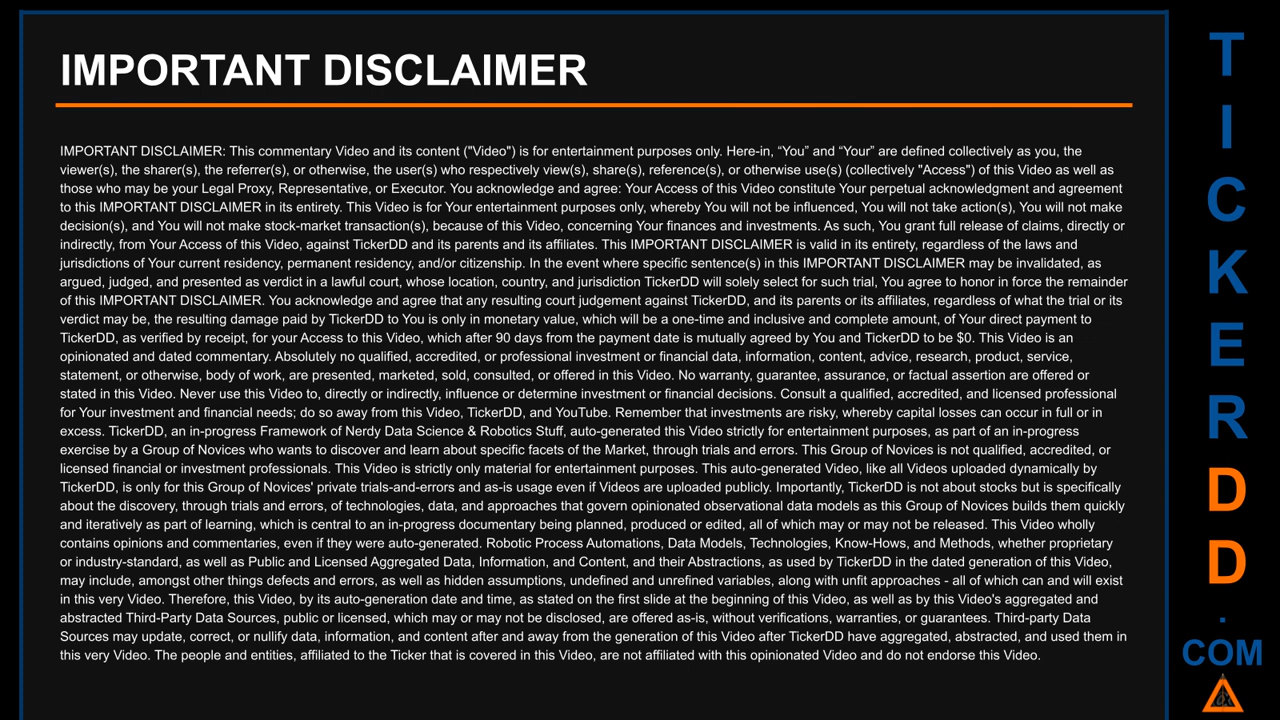 IMPORTANT DISCLAIMER
IMPORTANT DISCLAIMER: This commentary Video and its content ("Video") is for entertainment purposes only. Here-in, “You” and “Your” are defined collectively as you, the
viewer(s), the sharer(s), the referrer(s), or otherwise, the user(s) who respectively view(s), share(s), reference(s), or otherwise use(s) (collectively "Access") of this Video as well as
those who may be your Legal Proxy, Representative, or Executor. You acknowledge and agree: Your Access of this Video constitute Your perpetual acknowledgment and agreement
to this IMPORTANT DISCLAIMER in its entirety. This Video is for Your entertainment purposes only, whereby You will not be influenced, You will not take action(s), You will not make
decision(s), and You will not make stock-market transaction(s), because of this Video, concerning Your finances and investments. As such, You grant full release of claims, directly or
indirectly, from Your Access of this Video, against TickerDD and its parents and its affiliates. This IMPORTANT DISCLAIMER is valid in its entirety, regardless of the laws and
jurisdictions of Your current residency, permanent residency, and/or citizenship. In the event where specific sentence(s) in this IMPORTANT DISCLAIMER may be invalidated, as
argued, judged, and presented as verdict in a lawful court, whose location, country, and jurisdiction TickerDD will solely select for such trial, You agree to honor in force the remainder
of this IMPORTANT DISCLAIMER. You acknowledge and agree that any resulting court judgement against TickerDD, and its parents or its affiliates, regardless of what the trial or its
verdict may be, the resulting damage paid by TickerDD to You is only in monetary value, which will be a one-time and inclusive and complete amount, of Your direct payment to
TickerDD, as verified by receipt, for your Access to this Video, which after 90 days from the payment date is mutually agreed by You and TickerDD to be $0. This Video is an
opinionated and dated commentary. Absolutely no qualified, accredited, or professional investment or financial data, information, content, advice, research, product, service,
statement, or otherwise, body of work, are presented, marketed, sold, consulted, or offered in this Video. No warranty, guarantee, assurance, or factual assertion are offered or
stated in this Video. Never use this Video to, directly or indirectly, influence or determine investment or financial decisions. Consult a qualified, accredited, and licensed professional
for Your investment and financial needs; do so away from this Video, TickerDD, and YouTube. Remember that investments are risky, whereby capital losses can occur in full or in
excess. TickerDD, an in-progress Framework of Nerdy Data Science & Robotics Stuff, auto-generated this Video strictly for entertainment purposes, as part of an in-progress
exercise by a Group of Novices who wants to discover and learn about specific facets of the Market, through trials and errors. This Group of Novices is not qualified, accredited, or
licensed financial or investment professionals. This Video is strictly only material for entertainment purposes. This auto-generated Video, like all Videos uploaded dynamically by
TickerDD, is only for this Group of Novices' private trials-and-errors and as-is usage even if Videos are uploaded publicly. Importantly, TickerDD is not about stocks but is specifically
about the discovery, through trials and errors, of technologies, data, and approaches that govern opinionated observational data models as this Group of Novices builds them quickly
and iteratively as part of learning, which is central to an in-progress documentary being planned, produced or edited, all of which may or may not be released. This Video wholly
contains opinions and commentaries, even if they were auto-generated. Robotic Process Automations, Data Models, Technologies, Know-Hows, and Methods, whether proprietary
or industry-standard, as well as Public and Licensed Aggregated Data, Information, and Content, and their Abstractions, as used by TickerDD in the dated generation of this Video,
may include, amongst other things defects and errors, as well as hidden assumptions, undefined and unrefined variables, along with unfit approaches - all of which can and will exist
in this very Video. Therefore, this Video, by its auto-generation date and time, as stated on the first slide at the beginning of this Video, as well as by this Video's aggregated and
abstracted Third-Party Data Sources, public or licensed, which may or may not be disclosed, are offered as-is, without verifications, warranties, or guarantees. Third-party Data
Sources may update, correct, or nullify data, information, and content after and away from the generation of this Video after TickerDD have aggregated, abstracted, and used them in
this very Video. The people and entities, affiliated to the Ticker that is covered in this Video, are not affiliated with this opinionated Video and do not endorse this Video.
T
I
C
K
E
R
D
D
.
COM